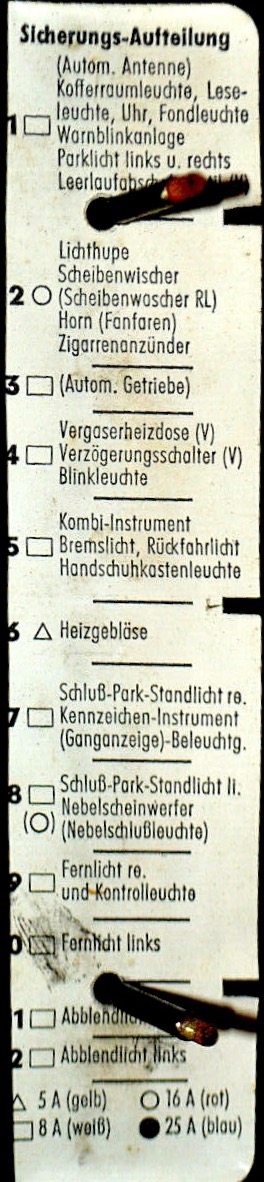 Sicherungs-Aufteilung
(Autom. Antenne)
Kofferraumleuchte, Lese-
leuchte, Uhr, Fondleuchte
1 □ Warnblinkanlage
Parklicht links u. rechts
Lichthupe
Scheibenwischer
2 ○ (Scheibenwascher RL)
Horn (Fanfaren)
Zigarrenanzünder
3 □ (Autom. Getriebe)
Vergaserheizdose (V)
4 □ Verzögerungsschalter (V)
Blinkleuchte
Kombi-Instrument
5 □ Bremslicht, Rückfahrlicht
Handschuhkastenleuchte
6 △ Heizgebläse
Schluß-Park-Standlicht re.
7 □ Kennzeichen-Instrument
(Ganganzeige)-Beleuchtg.
8 □ Schluß-Park-Standlicht li.
Nebelscheinwerfer
(○) (Nebelschlußleuchte)
9 □ Fernlicht re.
und Kontrolleuchte
0 □ Fernlicht links
1 □
2 □ Abblendlicht links
△ 5 A (gelb) ○ 16 A (rot)
□ 8 A (weiß) ● 25 A (blau)